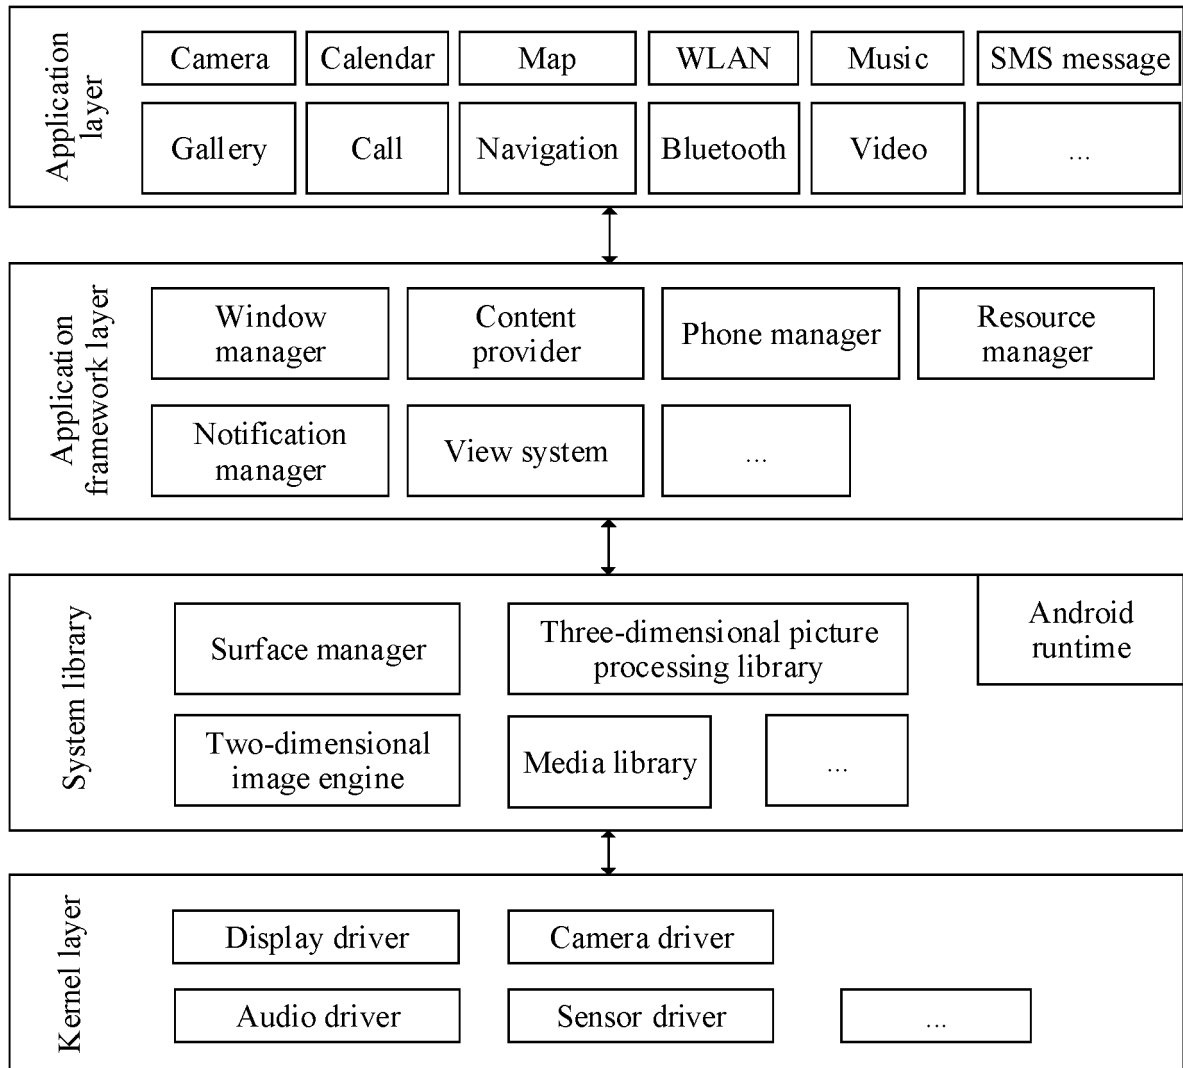 Application
layer
Camera
Calendar
Map
WLAN
Music
SMS message
Gallery
Call
Navigation
Bluetooth
Video
...
Application
framework layer
Window
manager
Content
provider
Phone manager
Resource
manager
Notification
manager
View system
...
System library
Surface manager
Three-dimensional picture
processing library
Android
runtime
Two-dimensional
image engine
Media library
...
Kernel layer
Display driver
Camera driver
Audio driver
Sensor driver
...